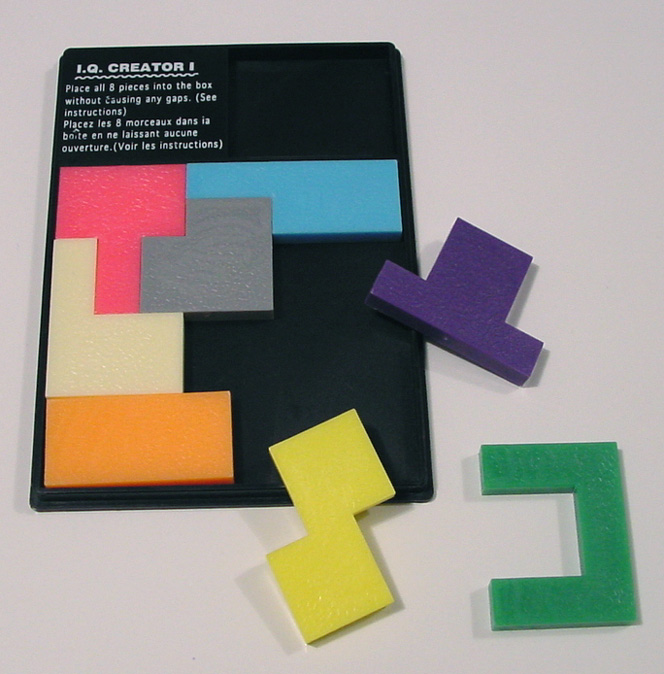 I.Q. CREATOR I
Place all 8 pieces into the box
without causing any gaps. (See
instructions)
Placez les 8 morceaux dans la
boîte en ne laissant aucune
ouverture.(Voir les instructions)